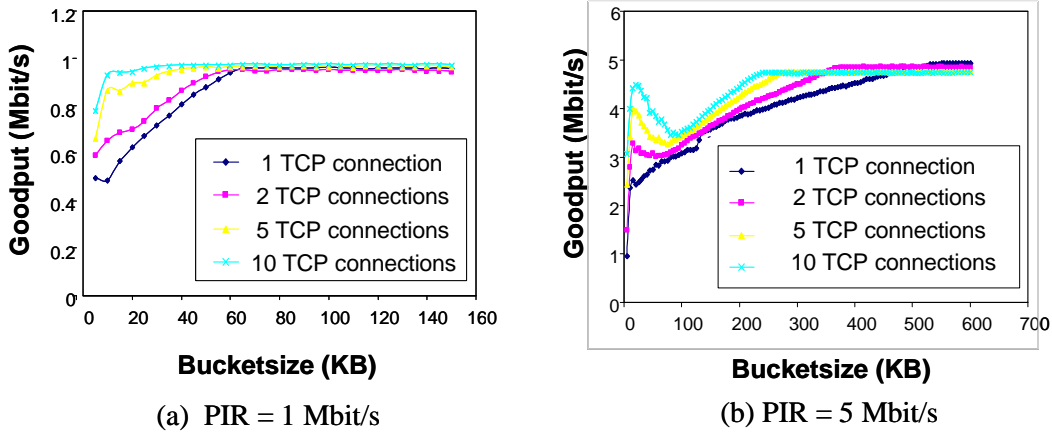 1.2
1
0.8
0.6
0.4
0.2
0
Goodput (Mbit/s)
1 TCP connection
2 TCP connections
5 TCP connections
10 TCP connections
0 20 40 60 80 100 120 140 160
Bucketsize (KB)
(a) PIR = 1 Mbit/s
6
5
4
3
2
1
0
Goodput (Mbit/s)
1 TCP connection
2 TCP connections
5 TCP connections
10 TCP connections
0 100 200 300 400 500 600 700
Bucketsize (KB)
(b) PIR = 5 Mbit/s